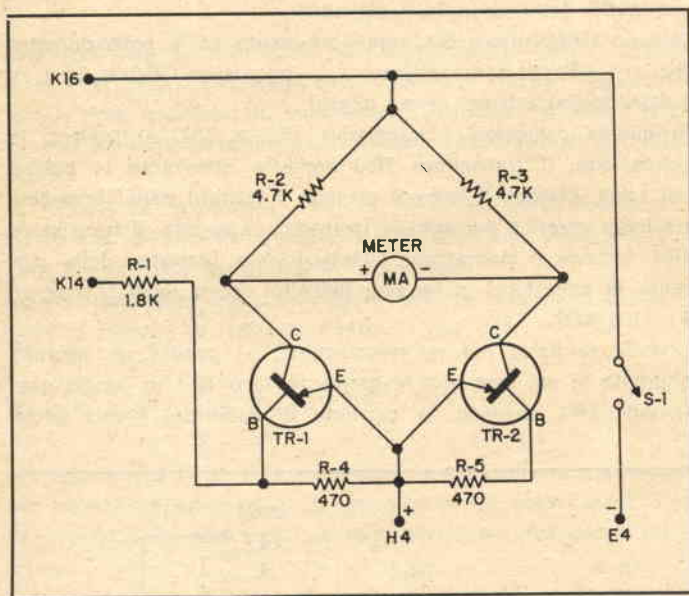 K16
R-2
4.7K
R-3
4.7K
METER
+ MA -
K14
R-1
1.8K
C
C
E
E
B
TR-1
TR-2
B
S-1
R-4
470
R-5
470
+
H4
-
E4